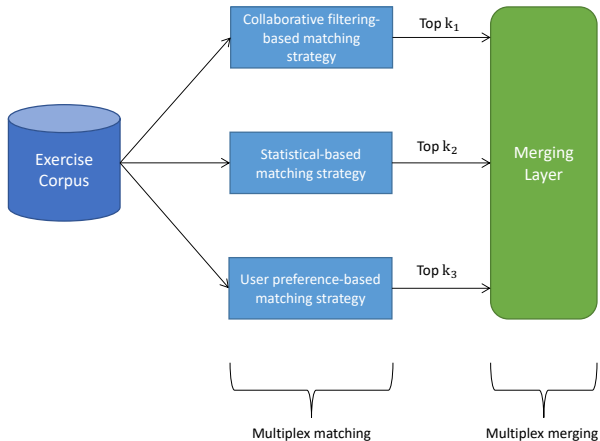 Collaborative filtering-
based matching
strategy
Top k₁
Exercise
Corpus
Statistical-based
matching strategy
Top k₂
Merging
Layer
User preference-based
matching strategy
Top k₃
Multiplex matching
Multiplex merging